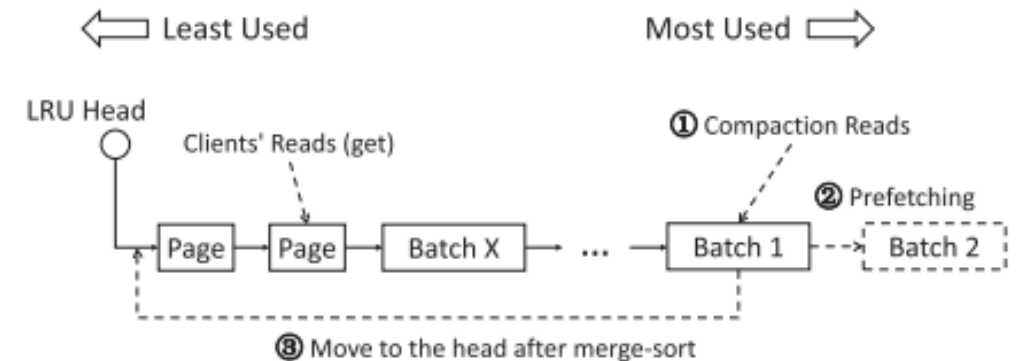 Least Used
Most Used
LRU Head
Clients' Reads (get)
① Compaction Reads
② Prefetching
Page
Page
Batch X
...
Batch 1
Batch 2
③ Move to the head after merge-sort